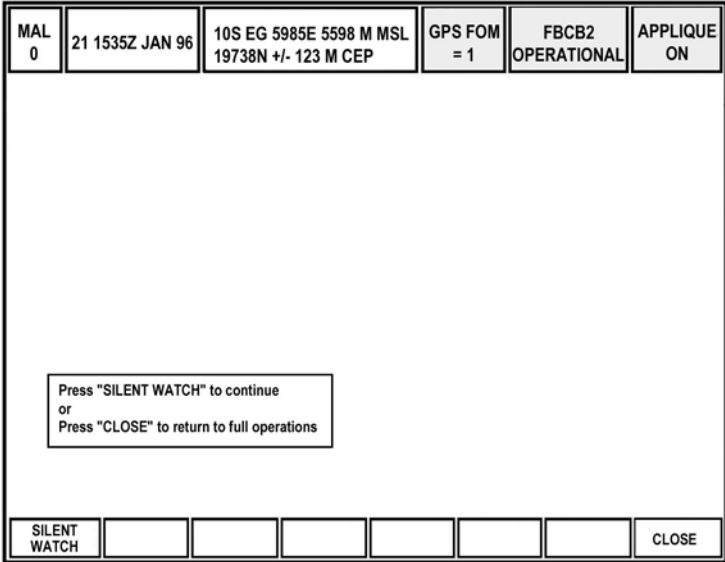 MAL
0
21 1535Z JAN 96
10S EG 5985E 5598 M MSL
19738N +/- 123 M CEP
GPS FOM
= 1
FBCB2
OPERATIONAL
APPLIQUE
ON
Press "SILENT WATCH" to continue
or
Press "CLOSE" to return to full operations
SILENT
WATCH
CLOSE